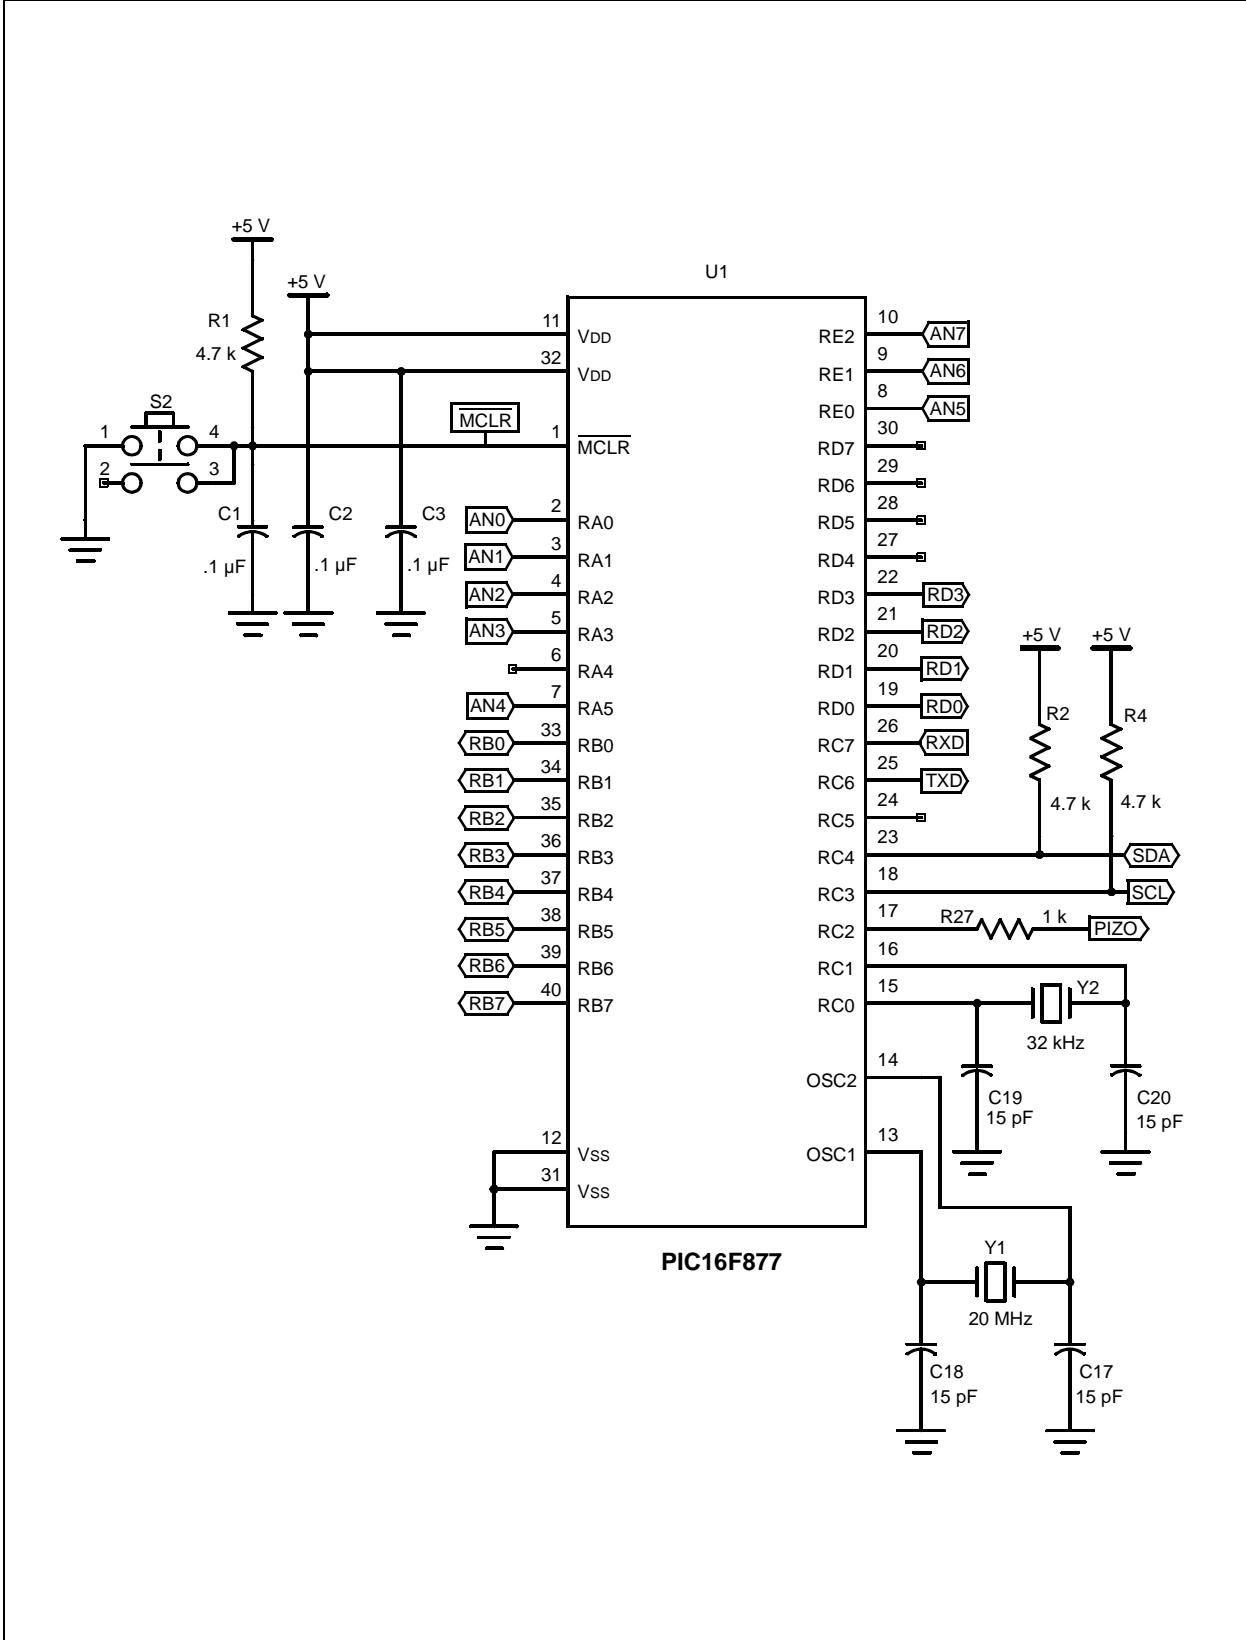 +5 V
+5 V
U1
R1
4.7 k
S2
1
4
2
3
C1
.1 µF
C2
.1 µF
C3
.1 µF
MCLR
11
VDD
32
VDD
1
MCLR
AN0
2
RA0
AN1
3
RA1
AN2
4
RA2
AN3
5
RA3
6
RA4
AN4
7
RA5
RB0
33
RB0
RB1
34
RB1
RB2
35
RB2
RB3
36
RB3
RB4
37
RB4
RB5
38
RB5
RB6
39
RB6
RB7
40
RB7
12
VSS
31
VSS
RE2
10
AN7
RE1
9
AN6
RE0
8
AN5
RD7
30
RD6
29
RD5
28
RD4
27
RD3
22
RD3
RD2
21
RD2
RD1
20
RD1
RD0
19
RD0
RC7
26
RXD
RC6
25
TXD
RC5
24
RC4
23
SDA
RC3
18
SCL
RC2
17
R27
1 k
PIZO
RC1
16
RC0
15
OSC2
14
OSC1
13
+5 V
+5 V
R2
4.7 k
R4
4.7 k
Y2
32 kHz
C19
15 pF
C20
15 pF
PIC16F877
Y1
20 MHz
C18
15 pF
C17
15 pF